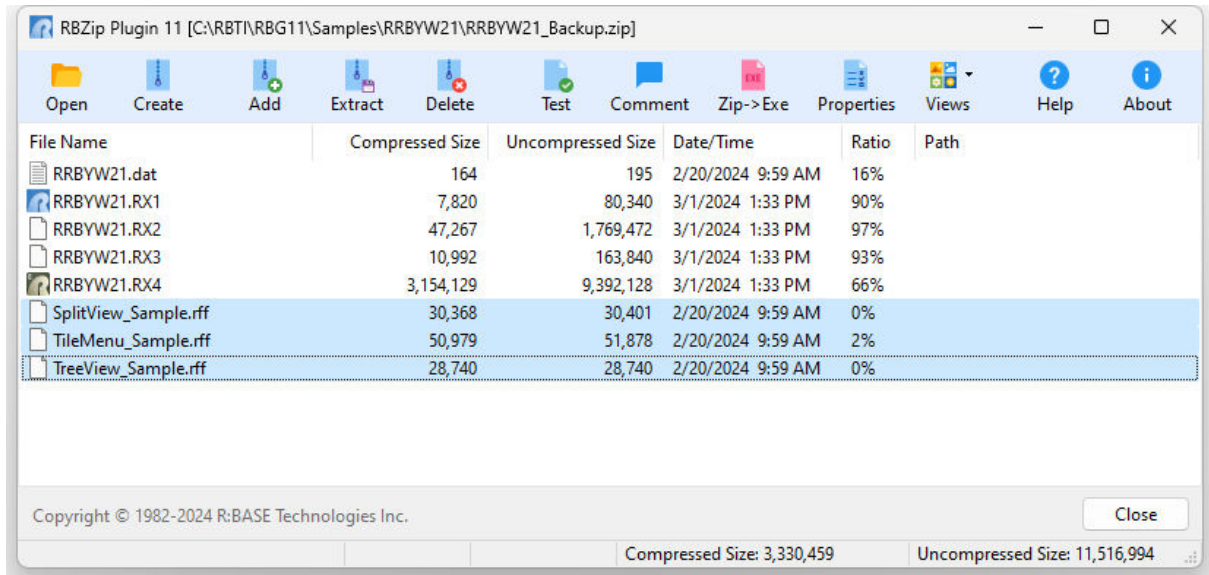 RBZip Plugin 11 [C:\RBTI\RBG11\Samples\RRBYW21\RRBYW21_Backup.zip]
EXE
Open Create Add Extract Delete Test Comment Zip->Exe Properties Views Help About
File Name Compressed Size Uncompressed Size Date/Time Ratio Path
RRBYW21.dat 164 195 2/20/2024 9:59 AM 16%
RRBYW21.RX1 7,820 80,340 3/1/2024 1:33 PM 90%
RRBYW21.RX2 47,267 1,769,472 3/1/2024 1:33 PM 97%
RRBYW21.RX3 10,992 163,840 3/1/2024 1:33 PM 93%
RRBYW21.RX4 3,154,129 9,392,128 3/1/2024 1:33 PM 66%
SplitView_Sample.rff 30,368 30,401 2/20/2024 9:59 AM 0%
TileMenu_Sample.rff 50,979 51,878 2/20/2024 9:59 AM 2%
TreeView_Sample.rff 28,740 28,740 2/20/2024 9:59 AM 0%
Copyright © 1982-2024 R:BASE Technologies Inc. Close
Compressed Size: 3,330,459 Uncompressed Size: 11,516,994